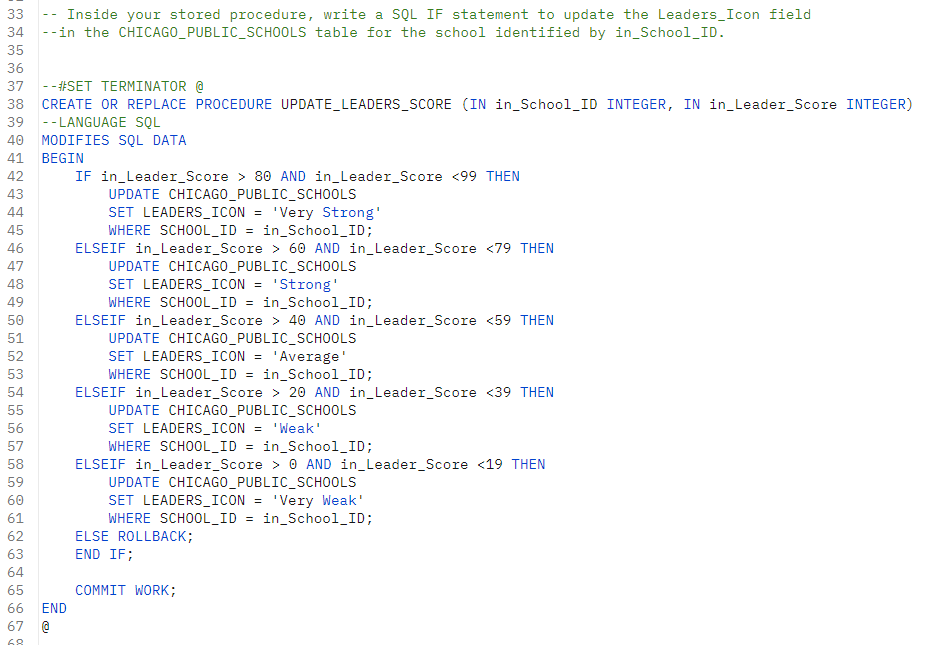 33 -- Inside your stored procedure, write a SQL IF statement to update the Leaders_Icon field
34 --in the CHICAGO_PUBLIC_SCHOOLS table for the school identified by in_School_ID.
35
36
37 --#SET TERMINATOR @
38 CREATE OR REPLACE PROCEDURE UPDATE_LEADERS_SCORE (IN in_School_ID INTEGER, IN in_Leader_Score INTEGER)
39 --LANGUAGE SQL
40 MODIFIES SQL DATA
41 BEGIN
42     IF in_Leader_Score > 80 AND in_Leader_Score <99 THEN
43         UPDATE CHICAGO_PUBLIC_SCHOOLS
44         SET LEADERS_ICON = 'Very Strong'
45         WHERE SCHOOL_ID = in_School_ID;
46     ELSEIF in_Leader_Score > 60 AND in_Leader_Score <79 THEN
47         UPDATE CHICAGO_PUBLIC_SCHOOLS
48         SET LEADERS_ICON = 'Strong'
49         WHERE SCHOOL_ID = in_School_ID;
50     ELSEIF in_Leader_Score > 40 AND in_Leader_Score <59 THEN
51         UPDATE CHICAGO_PUBLIC_SCHOOLS
52         SET LEADERS_ICON = 'Average'
53         WHERE SCHOOL_ID = in_School_ID;
54     ELSEIF in_Leader_Score > 20 AND in_Leader_Score <39 THEN
55         UPDATE CHICAGO_PUBLIC_SCHOOLS
56         SET LEADERS_ICON = 'Weak'
57         WHERE SCHOOL_ID = in_School_ID;
58     ELSEIF in_Leader_Score > 0 AND in_Leader_Score <19 THEN
59         UPDATE CHICAGO_PUBLIC_SCHOOLS
60         SET LEADERS_ICON = 'Very Weak'
61         WHERE SCHOOL_ID = in_School_ID;
62     ELSE ROLLBACK;
63     END IF;
64
65     COMMIT WORK;
66 END
67 @
68